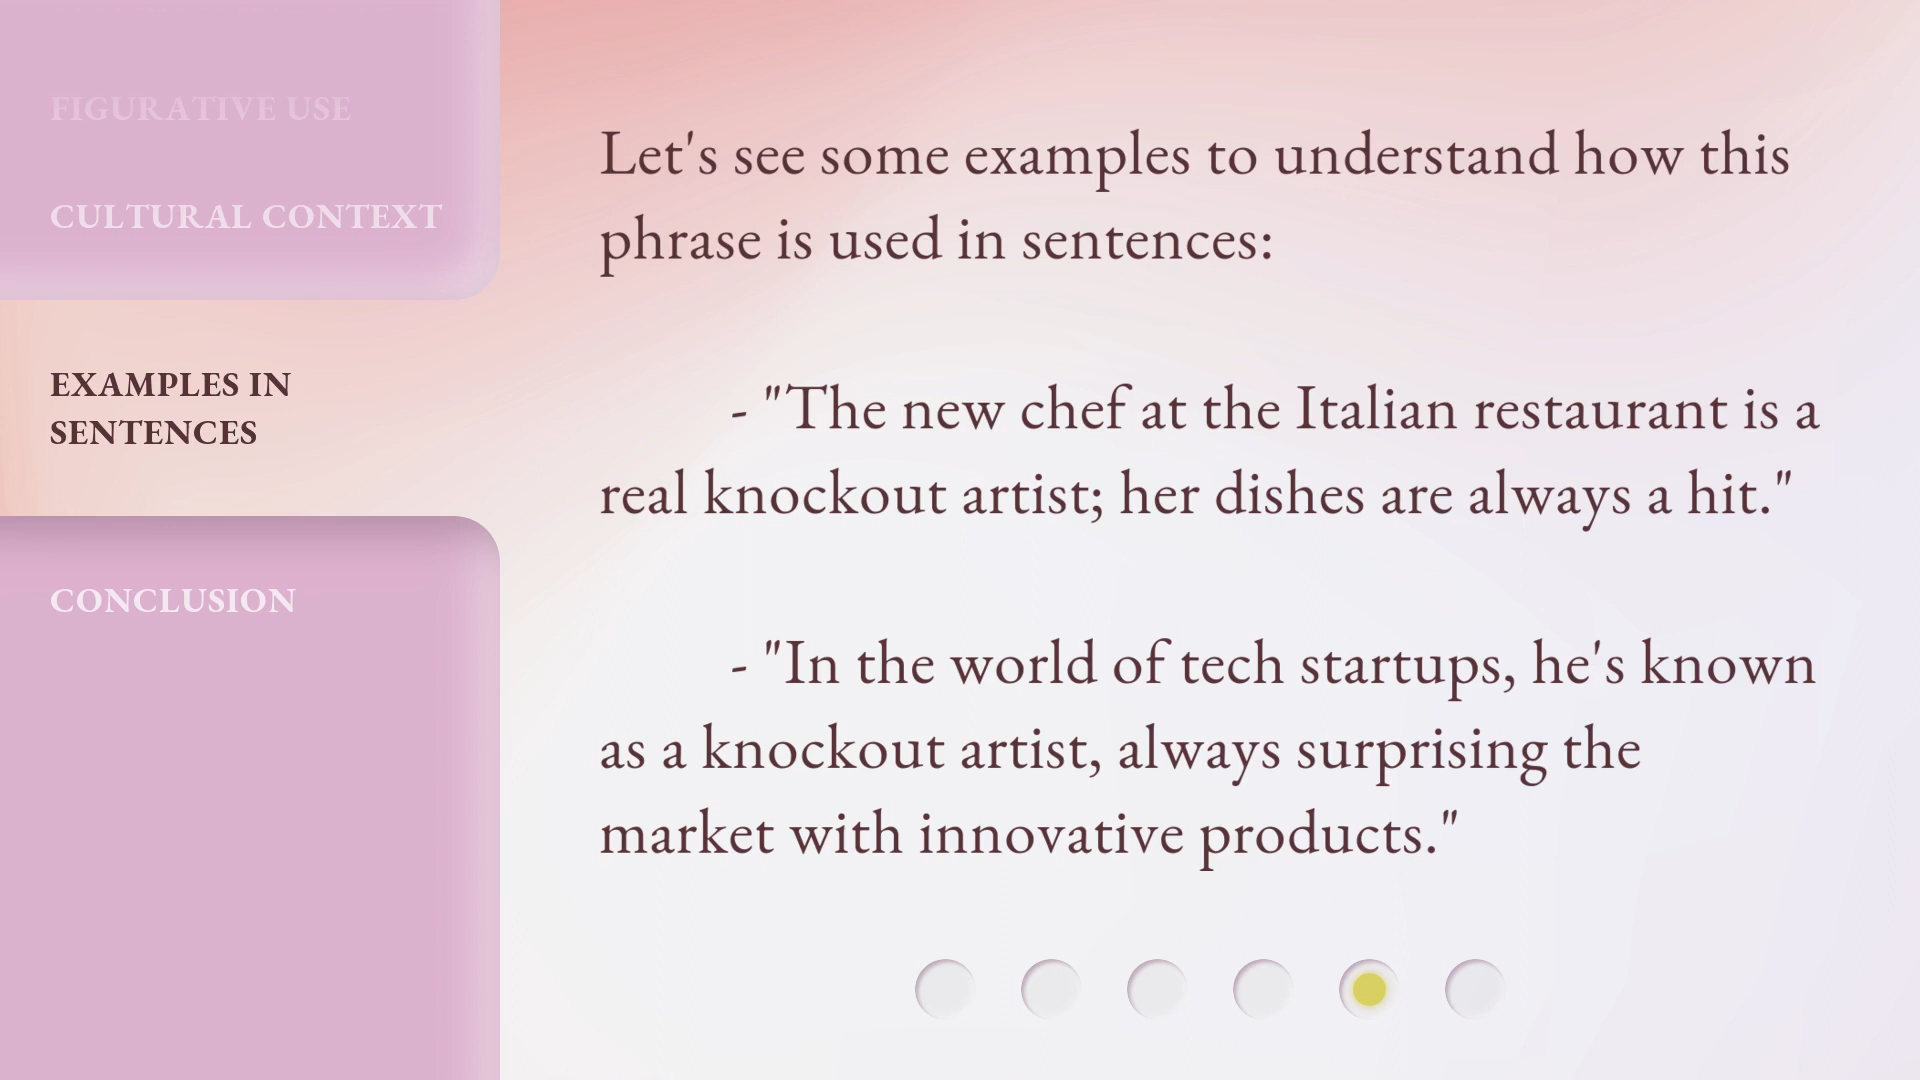 FIGURATIVE USE
CULTURAL CONTEXT
EXAMPLES IN
SENTENCES
CONCLUSION
Let's see some examples to understand how this
phrase is used in sentences:
- "The new chef at the Italian restaurant is a
real knockout artist; her dishes are always a hit."
- "In the world of tech startups, he's known
as a knockout artist, always surprising the
market with innovative products."